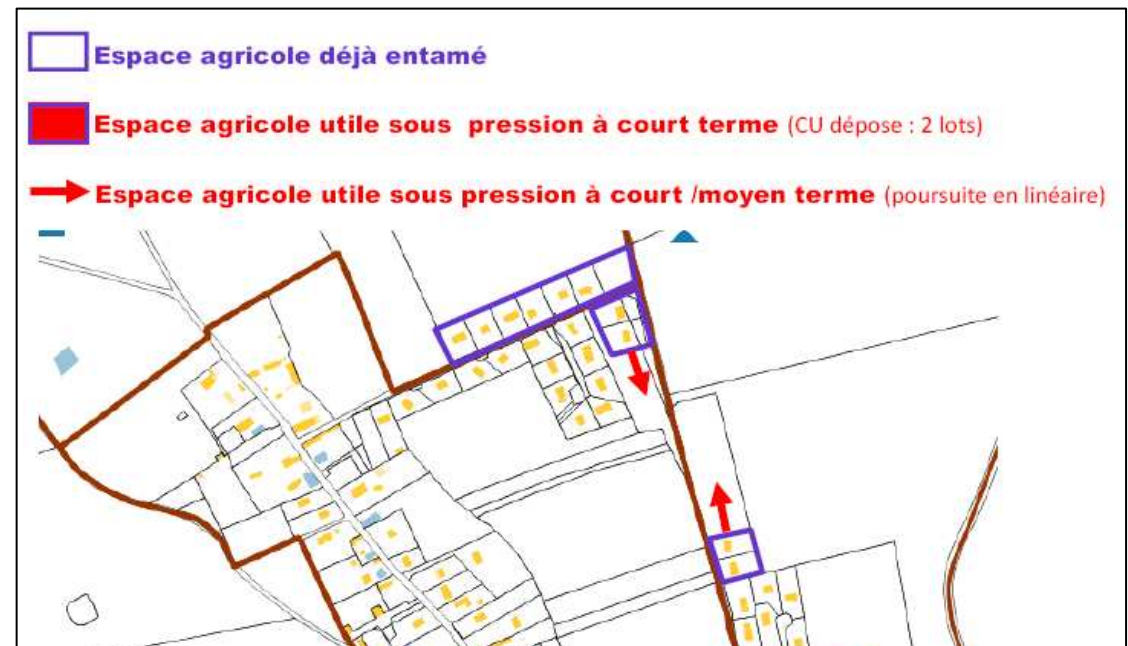 Espace agricole déjà entamé
Espace agricole utile sous pression à court terme (CU dépose : 2 lots)
Espace agricole utile sous pression à court /moyen terme (poursuite en linéaire)